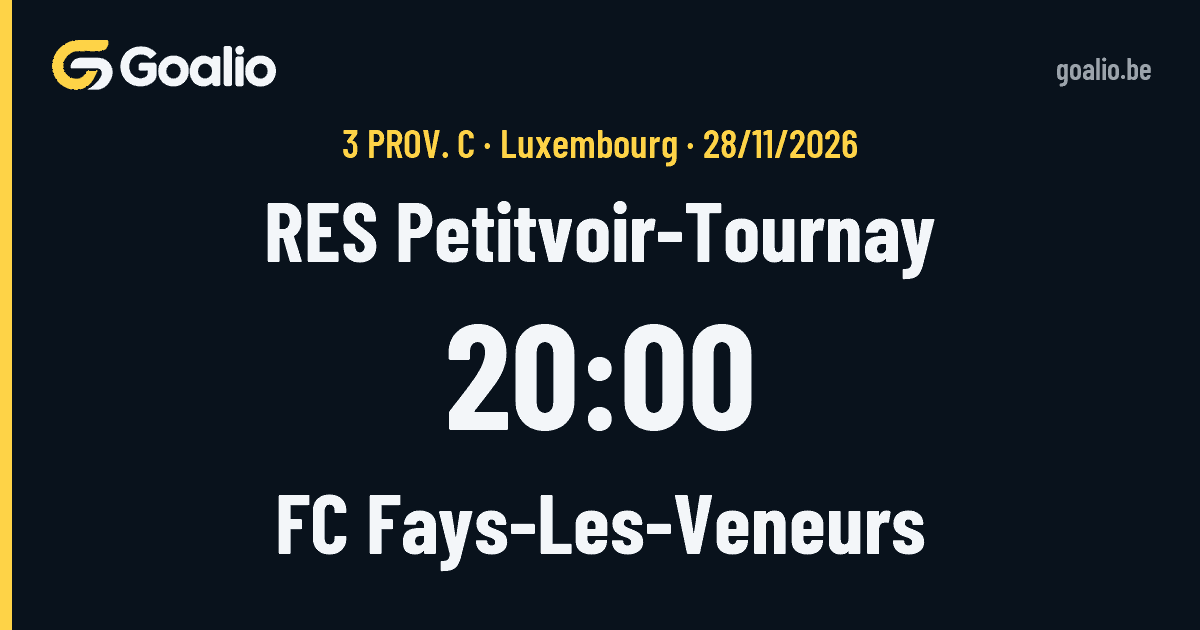 Goalio
goalio.be
3 PROV. C · Luxembourg · 28/11/2026
RES Petitvoir-Tournay
20:00
FC Fays-Les-Veneurs